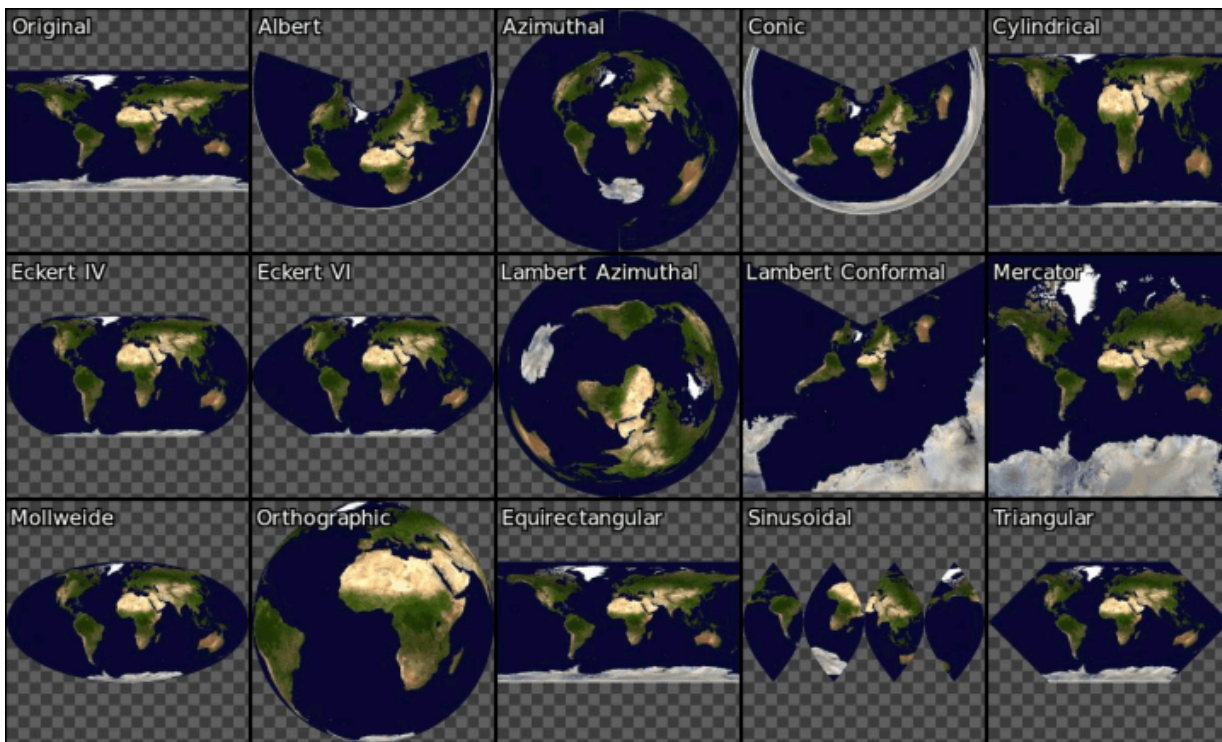 Original
Albert
Azimuthal
Conic
Cylindrical
Eckert IV
Eckert VI
Lambert Azimuthal
Lambert Conformal
Mercator
Mollweide
Orthographic
Equirectangular
Sinusoidal
Triangular